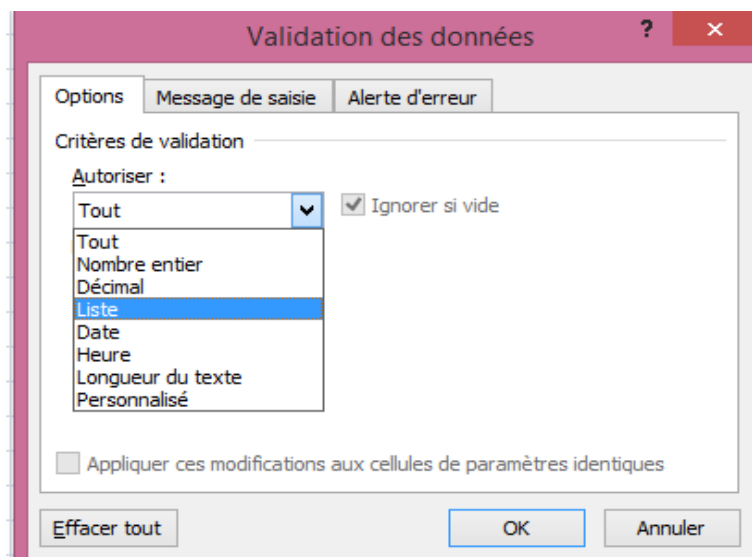 Validation des données ? ×
Options Message de saisie Alerte d'erreur
Critères de validation
Autoriser :
Tout Ignorer si vide
Tout
Nombre entier
Décimal
Liste
Date
Heure
Longueur du texte
Personnalisé
Appliquer ces modifications aux cellules de paramètres identiques
Effacer tout OK Annuler